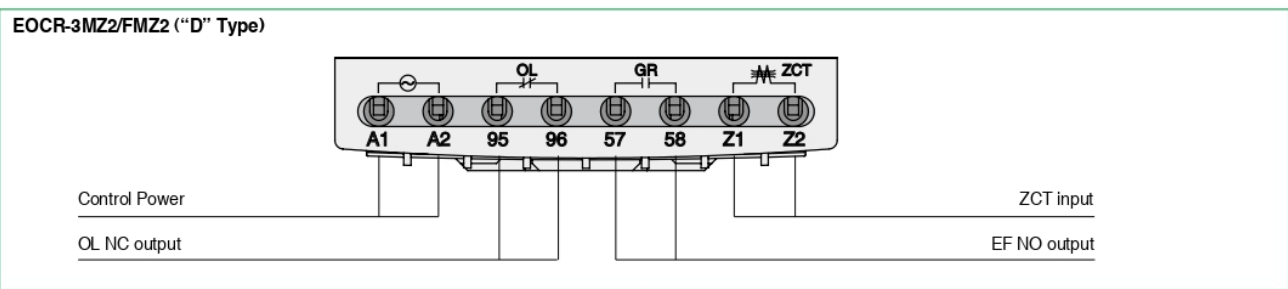 EOCR-3MZ2/FMZ2 (“D” Type)
OL GR ZCT
A1 A2 95 96 57 58 Z1 Z2
Control Power ZCT input
OL NC output EF NO output